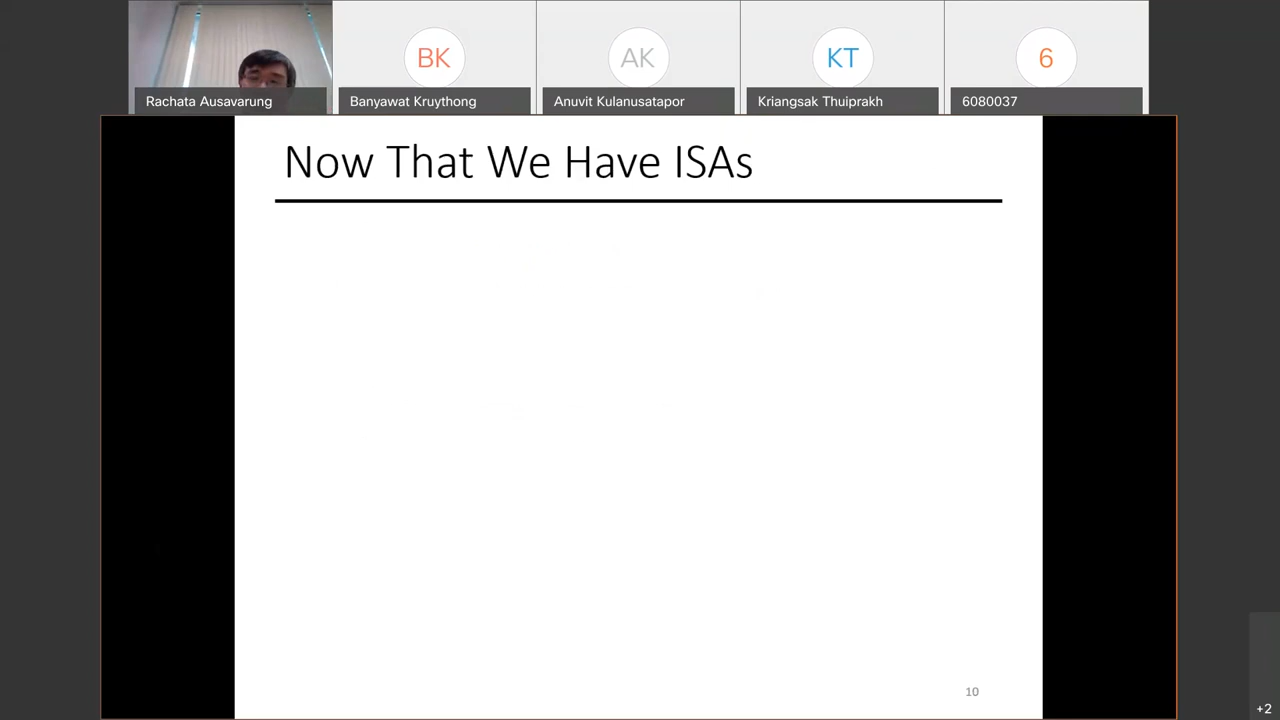 BK
AK
KT
6
Rachata Ausavarung
Banyawat Kruythong
Anuvit Kulanusatapor
Kriangsak Thuiprakh
6080037
Now That We Have ISAs
10
+2